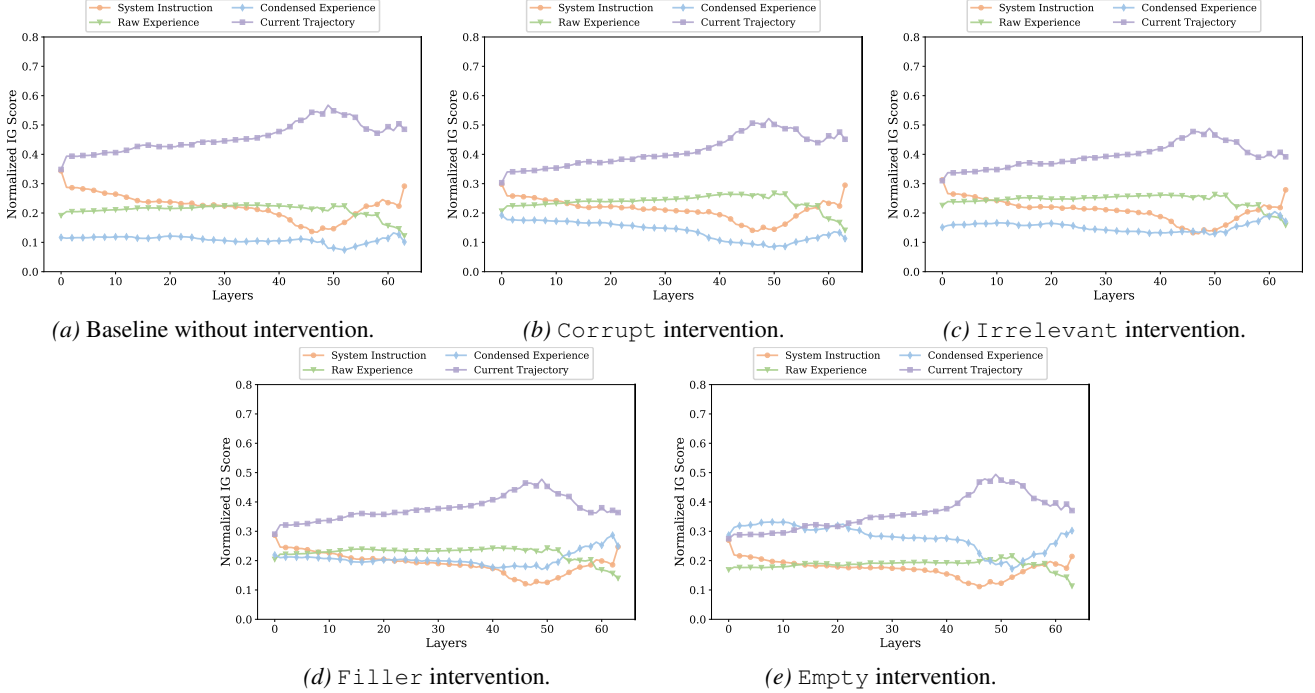 System Instruction Condensed Experience
Raw Experience Current Trajectory
Normalized IG Score
0.8
0.7
0.6
0.5
0.4
0.3
0.2
0.1
0.0
0 10 20 30 40 50 60
Layers
(a) Baseline without intervention.
System Instruction Condensed Experience
Raw Experience Current Trajectory
Normalized IG Score
0.8
0.7
0.6
0.5
0.4
0.3
0.2
0.1
0.0
0 10 20 30 40 50 60
Layers
(b) Corrupt intervention.
System Instruction Condensed Experience
Raw Experience Current Trajectory
Normalized IG Score
0.8
0.7
0.6
0.5
0.4
0.3
0.2
0.1
0.0
0 10 20 30 40 50 60
Layers
(c) Irrelevant intervention.
System Instruction Condensed Experience
Raw Experience Current Trajectory
Normalized IG Score
0.8
0.7
0.6
0.5
0.4
0.3
0.2
0.1
0.0
0 10 20 30 40 50 60
Layers
(d) Filler intervention.
System Instruction Condensed Experience
Raw Experience Current Trajectory
Normalized IG Score
0.8
0.7
0.6
0.5
0.4
0.3
0.2
0.1
0.0
0 10 20 30 40 50 60
Layers
(e) Empty intervention.